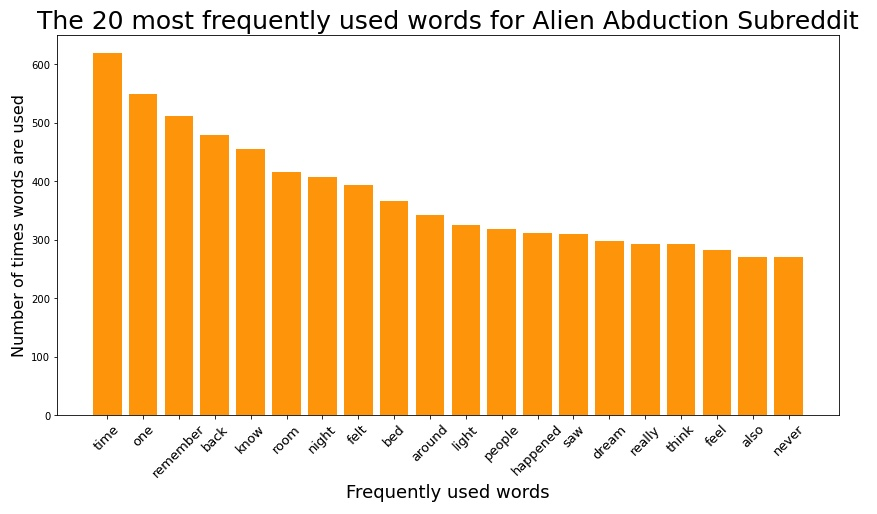 The 20 most frequently used words for Alien Abduction Subreddit
Number of times words are used
600
500
400
300
200
100
0
time
one
remember
back
know
room
night
felt
bed
around
light
people
happened
saw
dream
really
think
feel
also
never
Frequently used words